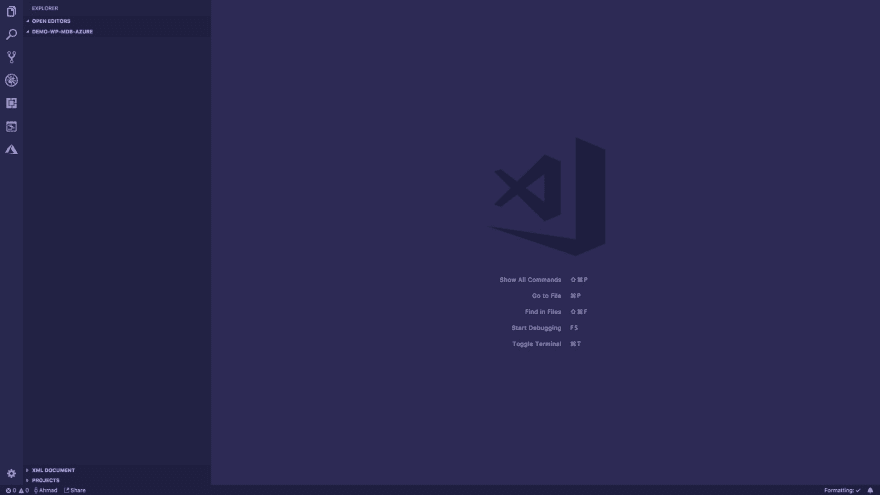 EXPLORER
OPEN EDITORS
DEMO-WP-MDB-AZURE
Show All Commands ⇧⌘P
Go to File ⌘P
Find in Files ⇧⌘F
Start Debugging F5
Toggle Terminal ⌘T
XML DOCUMENT
PROJECTS
0 0 Ahmad Share Formatting: ✓